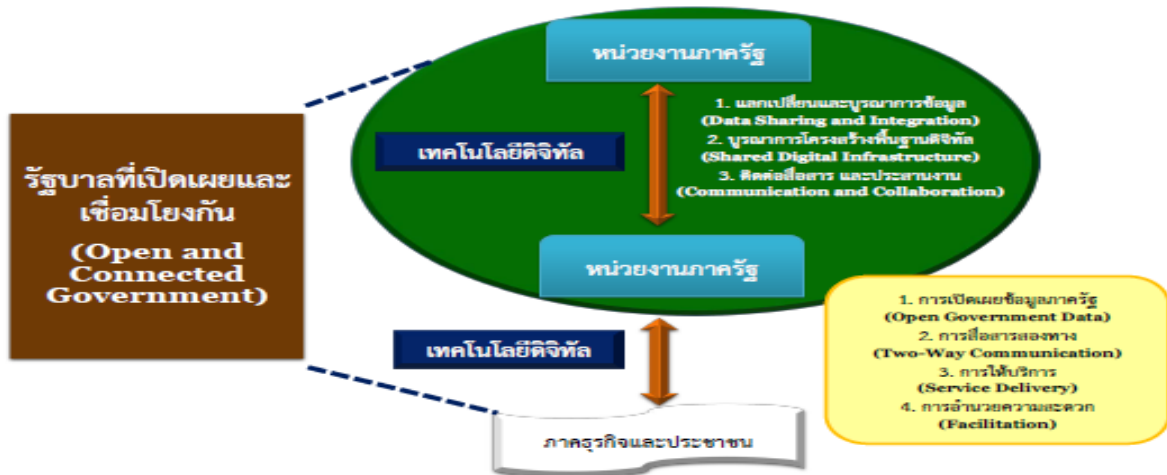 รัฐบาลที่เปิดเผยและ
เชื่อมโยงกัน
(Open and
Connected
Government)
หน่วยงานภาครัฐ
เทคโนโลยีดิจิทัล
1. แลกเปลี่ยนและบูรณาการข้อมูล
(Data Sharing and Integration)
2. บูรณาการโครงสร้างพื้นฐานดิจิทัล
(Shared Digital Infrastructure)
3. ติดต่อสื่อสาร และประสานงาน
(Communication and Collaboration)
หน่วยงานภาครัฐ
เทคโนโลยีดิจิทัล
1. การเปิดเผยข้อมูลภาครัฐ
(Open Government Data)
2. การสื่อสารสองทาง
(Two-Way Communication)
3. การให้บริการ
(Service Delivery)
4. การอำนวยความสะดวก
(Facilitation)
ภาคธุรกิจและประชาชน